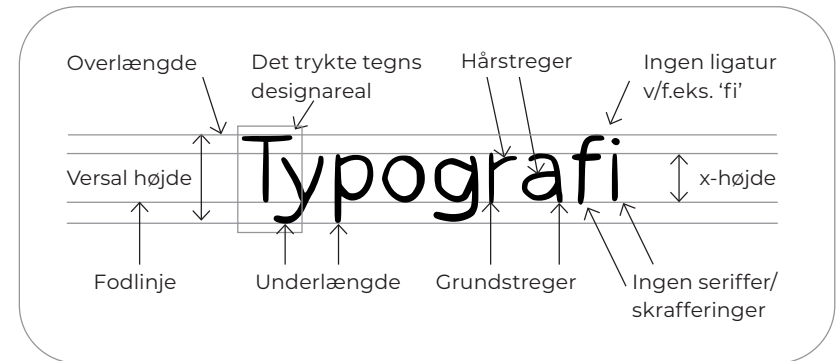 Overlængde
Det trykte tegns
designareal
Hårstreger
Ingen ligatur
v/f.eks. ‘fi’
Typografi
Versal højde
x-højde
Fodlinje
Underlængde
Grundstreger
Ingen seriffer/
skrafferinger